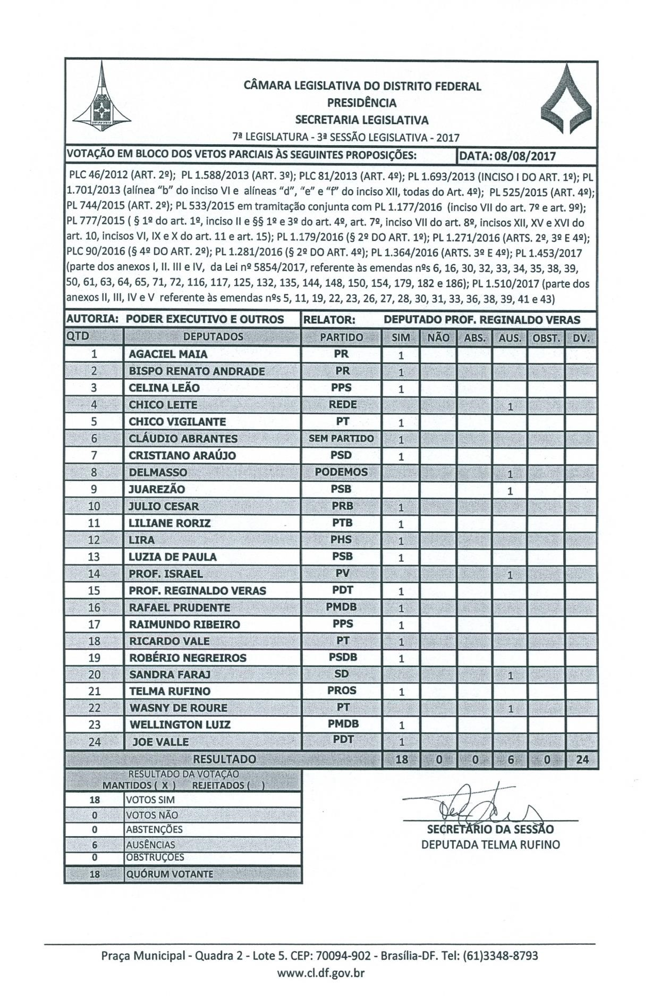 CÂMARA LEGISLATIVA DO DISTRITO FEDERAL
PRESIDÊNCIA
SECRETARIA LEGISLATIVA
7ª LEGISLATURA - 3ª SESSÃO LEGISLATIVA - 2017
VOTAÇÃO EM BLOCO DOS VETOS PARCIAIS ÀS SEGUINTES PROPOSIÇÕES: DATA: 08/08/2017
PLC 46/2012 (ART. 2º); PL 1.588/2013 (ART. 3º); PLC 81/2013 (ART. 4º); PL 1.693/2013 (INCISO I DO ART. 1º); PL
1.701/2013 (alínea "b" do inciso VI e alíneas "d", "e" e "f" do inciso XII, todas do Art. 4º); PL 525/2015 (ART. 4º);
PL 744/2015 (ART. 2º); PL 533/2015 em tramitação conjunta com PL 1.177/2016 (inciso VII do art. 7º e art. 9º);
PL 777/2015 ( § 1º do art. 1º, inciso II e §§ 1º e 3º do art. 4º, art. 7º, inciso VII do art. 8º, incisos XII, XV e XVI do
art. 10, incisos VI, IX e X do art. 11 e art. 15); PL 1.179/2016 (§ 2º DO ART. 1º); PL 1.271/2016 (ARTS. 2º, 3º E 4º);
PLC 90/2016 (§ 4º DO ART. 2º); PL 1.281/2016 (§ 2º DO ART. 4º); PL 1.364/2016 (ARTS. 3º E 4º); PL 1.453/2017
(parte dos anexos I, II. III e IV, da Lei nº 5854/2017, referente às emendas nºs 6, 16, 30, 32, 33, 34, 35, 38, 39,
50, 61, 63, 64, 65, 71, 72, 116, 117, 125, 132, 135, 144, 148, 150, 154, 179, 182 e 186); PL 1.510/2017 (parte dos
anexos II, III, IV e V referente às emendas nºs 5, 11, 19, 22, 23, 26, 27, 28, 30, 31, 33, 36, 38, 39, 41 e 43)
AUTORIA: PODER EXECUTIVO E OUTROS RELATOR: DEPUTADO PROF. REGINALDO VERAS
QTD DEPUTADOS PARTIDO SIM NÃO ABS. AUS. OBST. DV.
1 AGACIEL MAIA PR 1
2 BISPO RENATO ANDRADE PR 1
3 CELINA LEÃO PPS 1
4 CHICO LEITE REDE 1
5 CHICO VIGILANTE PT 1
6 CLÁUDIO ABRANTES SEM PARTIDO 1
7 CRISTIANO ARAÚJO PSD 1
8 DELMASSO PODEMOS 1
9 JUAREZÃO PSB 1
10 JULIO CESAR PRB 1
11 LILIANE RORIZ PTB 1
12 LIRA PHS 1
13 LUZIA DE PAULA PSB 1
14 PROF. ISRAEL PV 1
15 PROF. REGINALDO VERAS PDT 1
16 RAFAEL PRUDENTE PMDB 1
17 RAIMUNDO RIBEIRO PPS 1
18 RICARDO VALE PT 1
19 ROBÉRIO NEGREIROS PSDB 1
20 SANDRA FARAJ SD 1
21 TELMA RUFINO PROS 1
22 WASNY DE ROURE PT 1
23 WELLINGTON LUIZ PMDB 1
24 JOE VALLE PDT 1
RESULTADO 18 0 0 6 0 24
RESULTADO DA VOTAÇÃO
MANTIDOS ( X ) REJEITADOS ( )
18 VOTOS SIM
0 VOTOS NÃO
0 ABSTENÇÕES
6 AUSÊNCIAS
0 OBSTRUÇÕES
18 QUÓRUM VOTANTE
SECRETÁRIO DA SESSÃO
DEPUTADA TELMA RUFINO
Praça Municipal - Quadra 2 - Lote 5. CEP: 70094-902 - Brasília-DF. Tel: (61)3348-8793
www.cl.df.gov.br